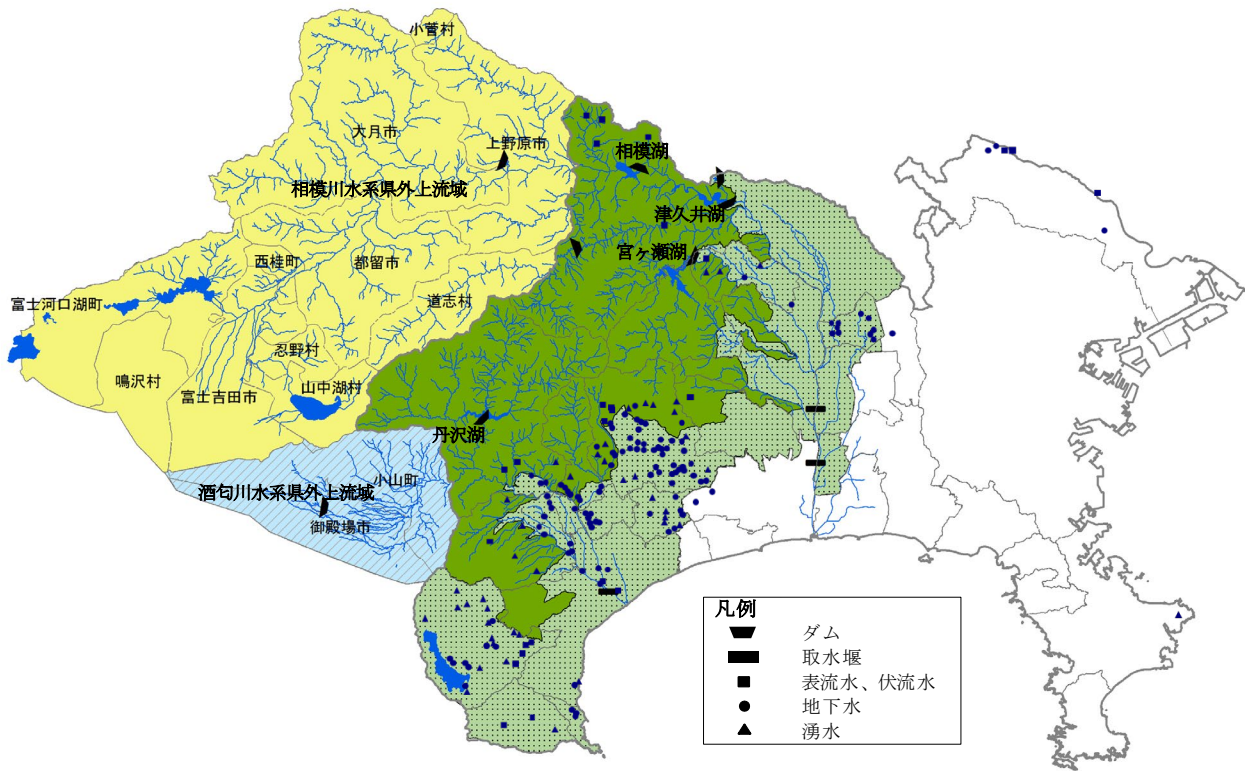 小菅村
大月市
上野原市
相模湖
相模川水系県外上流域
津久井湖
宮ヶ瀬湖
西桂町
都留市
道志村
富士河口湖町
忍野村
鳴沢村
富士吉田市
山中湖村
丹沢湖
小山町
酒匂川水系県外上流域
御殿場市
凡例
ダム
取水堰
表流水、伏流水
地下水
湧水